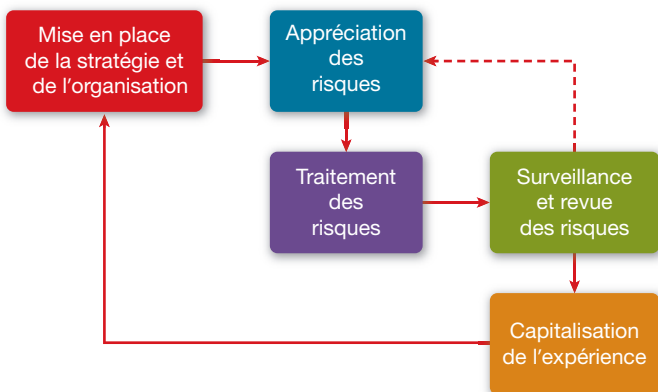 Mise en place
de la stratégie et
de l'organisation
Appréciation
des
risques
Traitement
des
risques
Surveillance
et revue
des risques
Capitalisation
de l'expérience